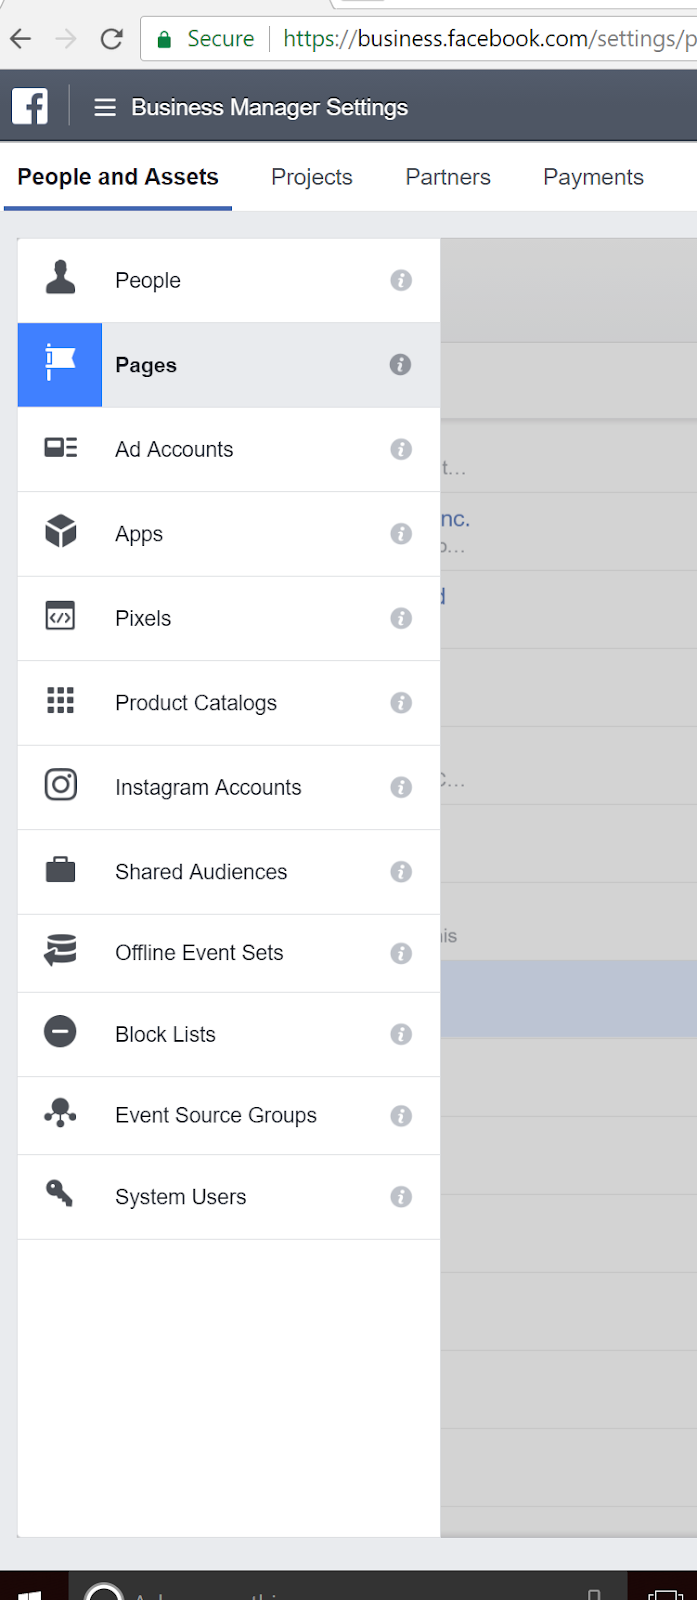 Secure https://business.facebook.com/settings/p
Business Manager Settings
People and Assets Projects Partners Payments
People
Pages
Ad Accounts
t...
Apps
nc.
o...
Pixels
Product Catalogs
Instagram Accounts
C...
Shared Audiences
Offline Event Sets
is
Block Lists
Event Source Groups
System Users